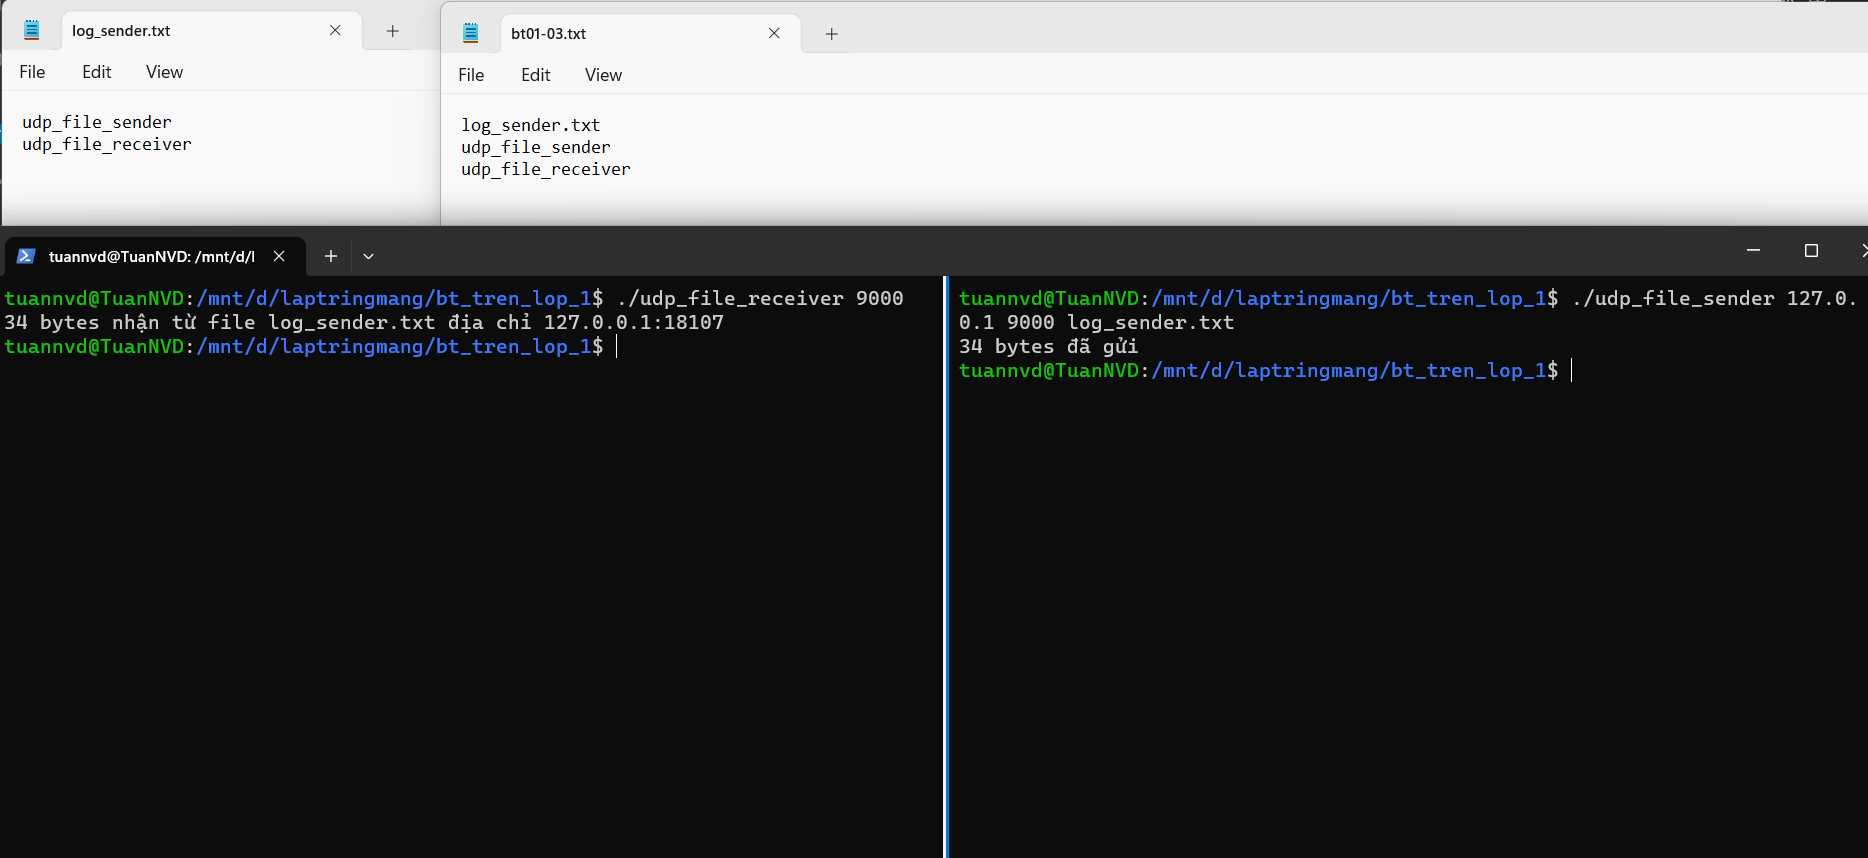 log_sender.txt
File Edit View
udp_file_sender
udp_file_receiver
bt01-03.txt
File Edit View
log_sender.txt
udp_file_sender
udp_file_receiver
tuannvd@TuanNVD: /mnt/d/l
tuannvd@TuanNVD:/mnt/d/laptringmang/bt_tren_lop_1$ ./udp_file_receiver 9000
34 bytes nhận từ file log_sender.txt địa chỉ 127.0.0.1:18107
tuannvd@TuanNVD:/mnt/d/laptringmang/bt_tren_lop_1$
tuannvd@TuanNVD:/mnt/d/laptringmang/bt_tren_lop_1$ ./udp_file_sender 127.0.
0.1 9000 log_sender.txt
34 bytes đã gửi
tuannvd@TuanNVD:/mnt/d/laptringmang/bt_tren_lop_1$